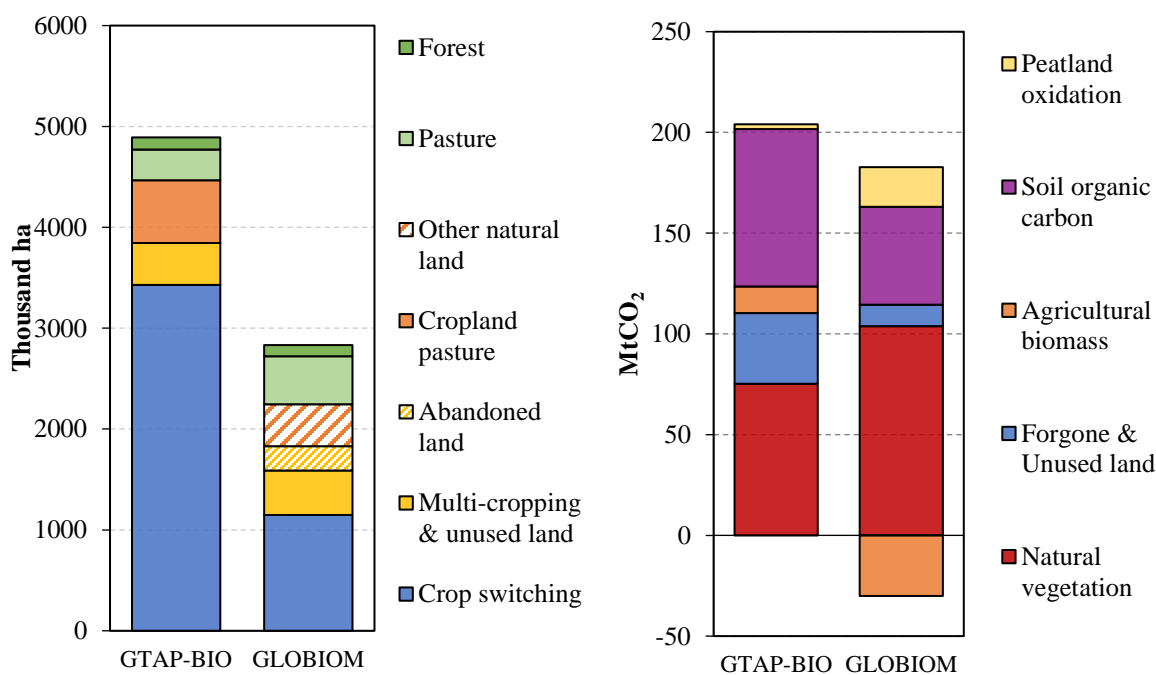 6000
5000
4000
3000
2000
1000
0
Thousand ha
GTAP-BIO
GLOBIOM
Forest
Pasture
Other natural
land
Cropland
pasture
Abandoned
land
Multi-cropping
& unused land
Crop switching
250
200
150
100
50
0
-50
MtCO₂
GTAP-BIO
GLOBIOM
Peatland
oxidation
Soil organic
carbon
Agricultural
biomass
Forgone &
Unused land
Natural
vegetation